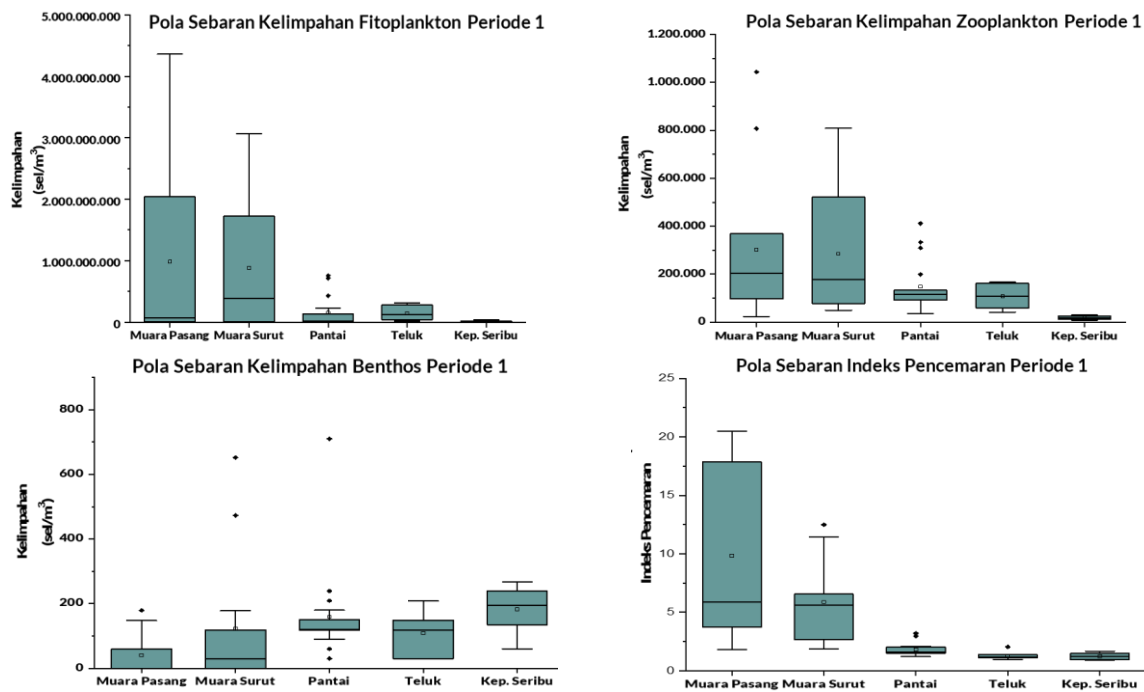 Pola Sebaran Kelimpahan Fitoplankton Periode 1
5.000.000.000
4.000.000.000
3.000.000.000
2.000.000.000
1.000.000.000
0
Kelimpahan
(sel/m³)
Muara Pasang Muara Surut Pantai Teluk Kep. Seribu
Pola Sebaran Kelimpahan Zooplankton Periode 1
1.200.000
1.000.000
800.000
600.000
400.000
200.000
0
Kelimpahan
(sel/m³)
Muara Pasang Muara Surut Pantai Teluk Kep. Seribu
Pola Sebaran Kelimpahan Benthos Periode 1
800
600
400
200
0
Kelimpahan
(sel/m³)
Muara Pasang Muara Surut Pantai Teluk Kep. Seribu
Pola Sebaran Indeks Pencemaran Periode 1
25
20
15
10
5
0
Indeks Pencemaran
Muara Pasang Muara Surut Pantai Teluk Kep. Seribu